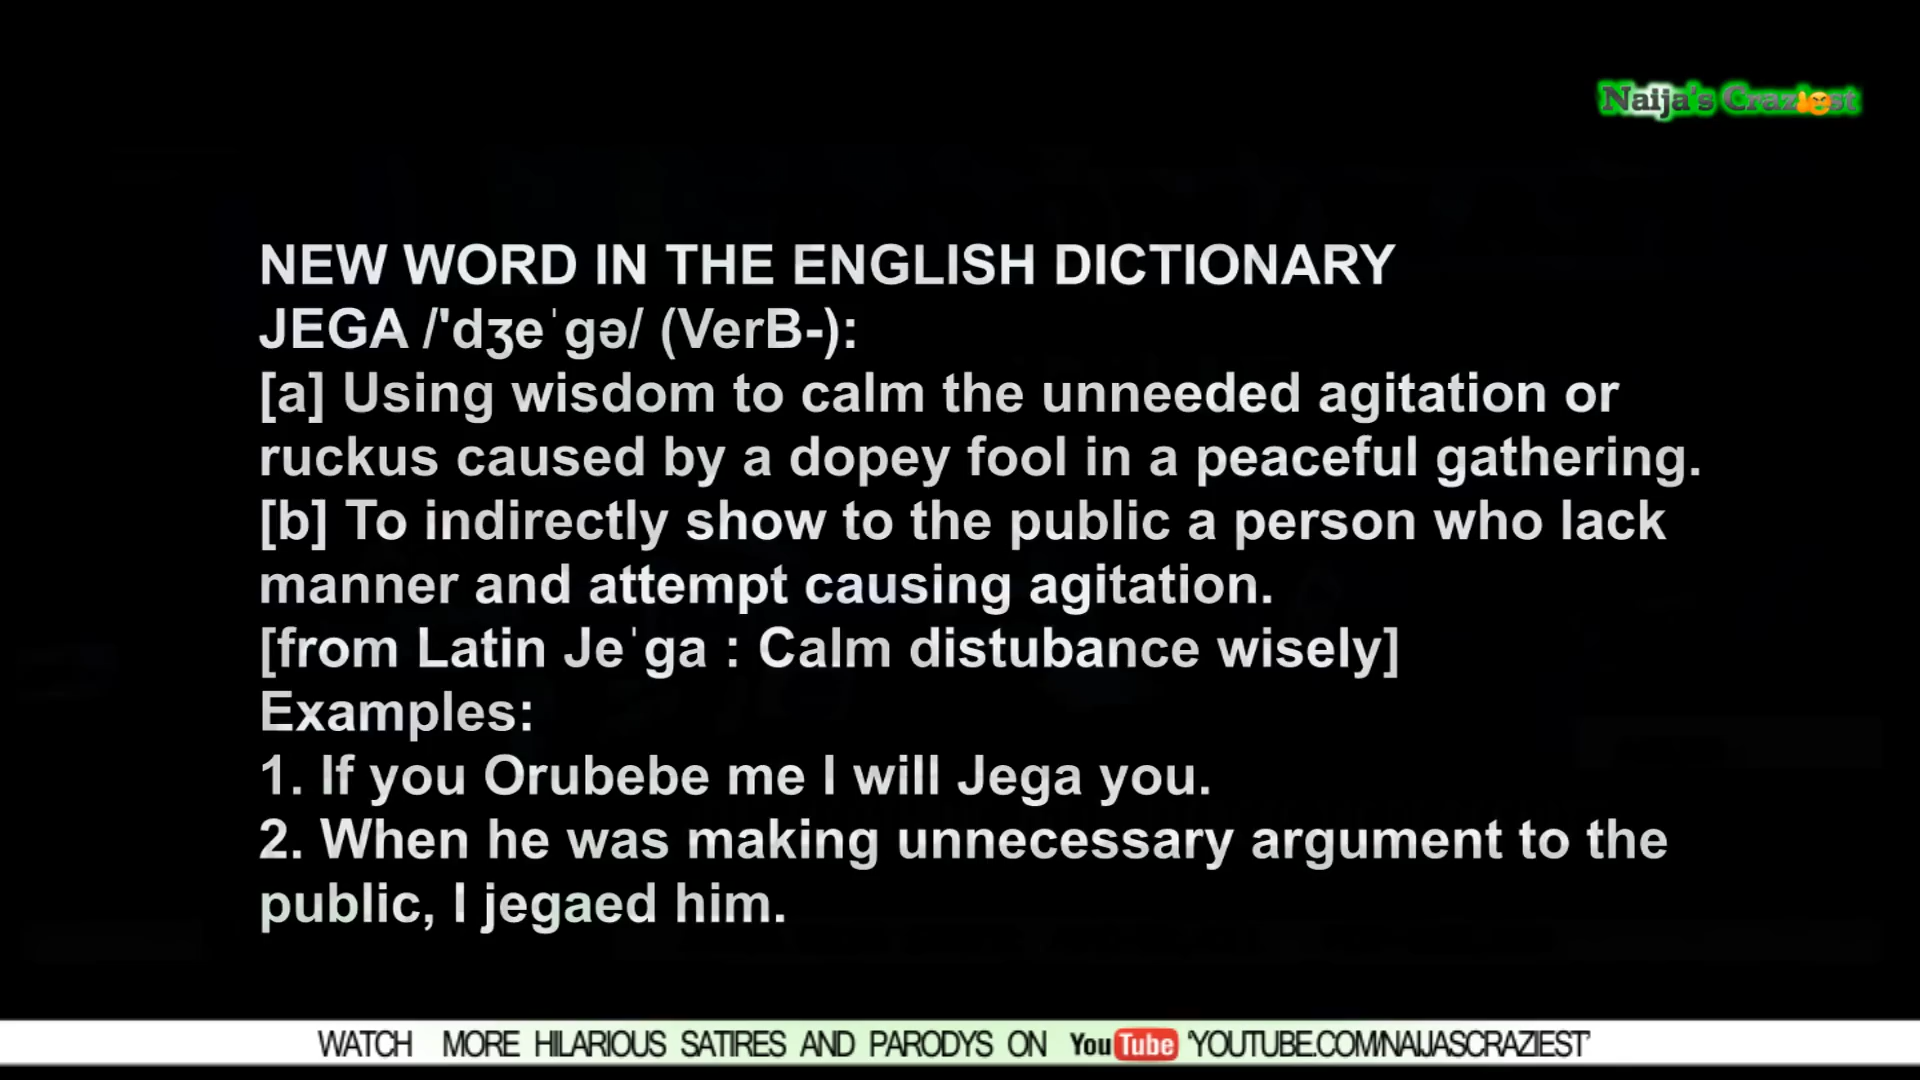 Naija's Craziest
NEW WORD IN THE ENGLISH DICTIONARY
JEGA /'dʒeˈgə/ (VerB-):
[a] Using wisdom to calm the unneeded agitation or
ruckus caused by a dopey fool in a peaceful gathering.
[b] To indirectly show to the public a person who lack
manner and attempt causing agitation.
[from Latin Jeˈga : Calm distubance wisely]
Examples:
1. If you Orubebe me I will Jega you.
2. When he was making unnecessary argument to the
public, I jegaed him.
WATCH MORE HILARIOUS SATIRES AND PARODYS ON YouTube 'YOUTUBE.COM/NAIJASCRAZIEST'